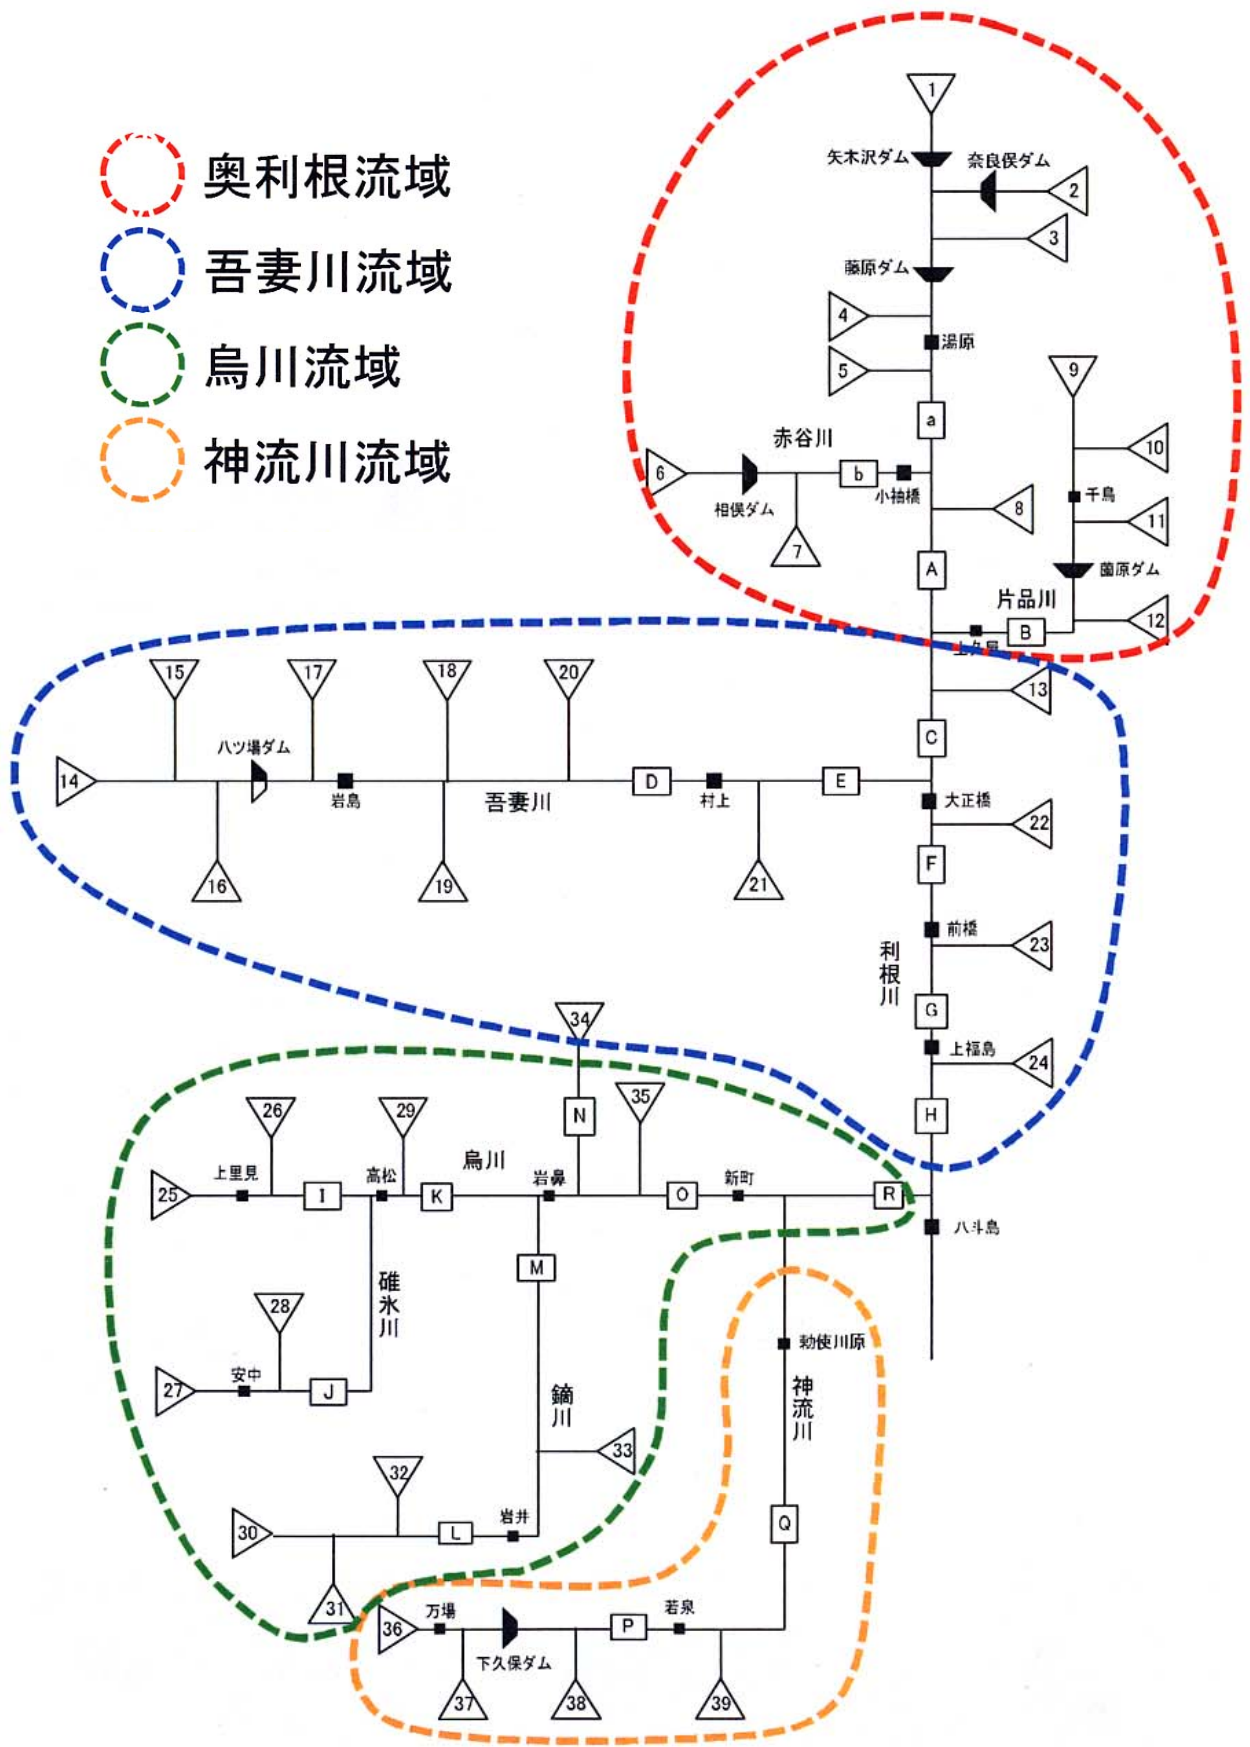 奥利根流域
吾妻川流域
烏川流域
神流川流域
1
矢木沢ダム
奈良俣ダム
2
3
藤原ダム
4
湯原
5
9
a
赤谷川
10
6
b
小袖橋
千鳥
相俣ダム
8
11
7
A
薗原ダム
片品川
12
B
上久屋
15
17
18
20
13
八ツ場ダム
C
14
岩島
吾妻川
D
村上
E
大正橋
22
16
19
21
F
前橋
23
利根川
G
34
上福島
24
35
26
29
N
H
上里見
高松
烏川
岩鼻
新町
25
I
K
O
R
八斗島
M
碓氷川
28
勅使川原
安中
27
J
鏑川
神流川
33
32
岩井
30
L
Q
31
万場
若泉
36
P
下久保ダム
37
38
39